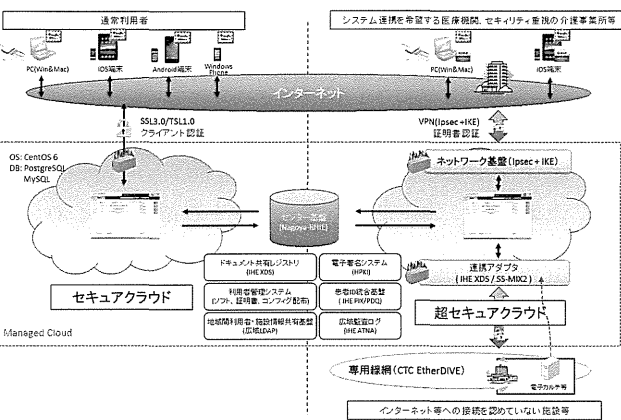 通常利用者
システム連携を希望する医療機関、セキィリティ重視の介護事業所等
PC(Win&Mac)
iOS端末
Android端末
Windows
Phone
PC(Win&Mac)
iOS端末
インターネット
SSL3.0/TSL1.0
クライアント認証
VPN(Ipsec+IKE)
証明書認証
OS: CentOS 6
DB: PostgreSQL
MySQL
ネットワーク基盤(Ipsec + IKE)
センター基盤
ドキュメント共有レジストリ
(IHE XDS)
電子署名システム
(HPKI)
利用者管理システム
(ソフト、証明書、コンフィグ配布)
患者ID統合基盤
(IHE PIX/PDQ)
地域間利用者・施設情報共有基盤
(広域LDAP)
広域監査ログ
(IHE ATNA)
連携アダプタ
(IHE XDS / SS-MIX2)
セキュアクラウド
超セキュアクラウド
Managed Cloud
専用線網(CTC EtherDIVE)
電子カルテ等
インターネット等への接続を認めていない施設等